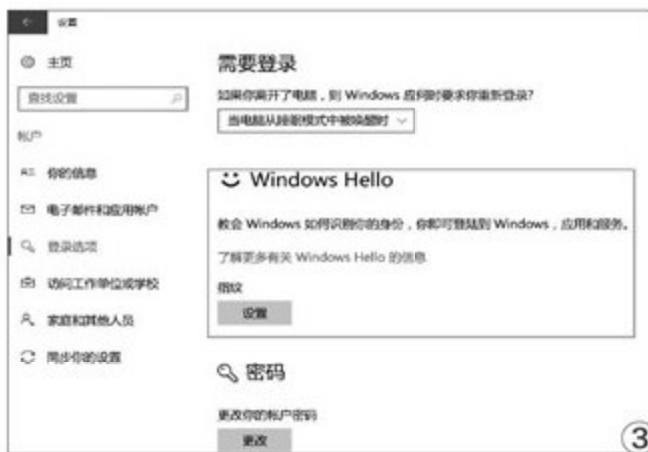 设置
主页
查找设置
帐户
你的信息
电子邮件和应用帐户
登录选项
访问工作单位或学校
家庭和其他人员
同步你的设置
需要登录
如果你离开了电脑，则 Windows 应何时要求你重新登录?
当电脑从睡眠模式中被唤醒时
Windows Hello
教会 Windows 如何识别你的身份，你即可登陆到 Windows，应用和服务。
了解更多有关 Windows Hello 的信息
指纹
设置
密码
更改你的帐户密码
更改
③